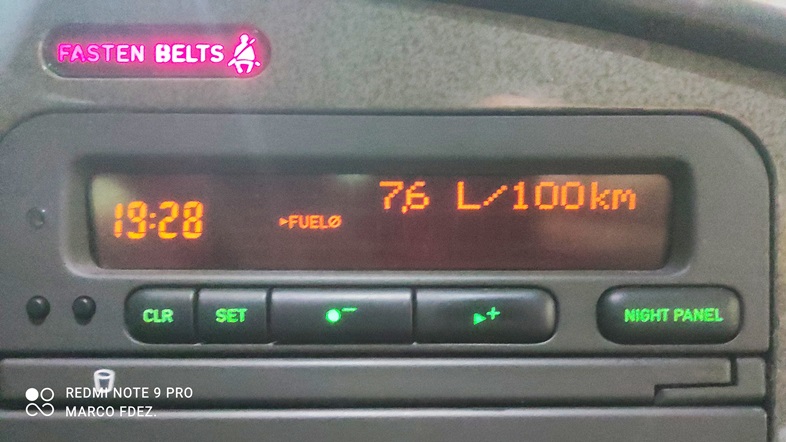 FASTEN BELTS
7,6 L/100km
19:28 ▸FUELØ
CLR SET - ▸+ NIGHT PANEL
REDMI NOTE 9 PRO
MARCO FDEZ.